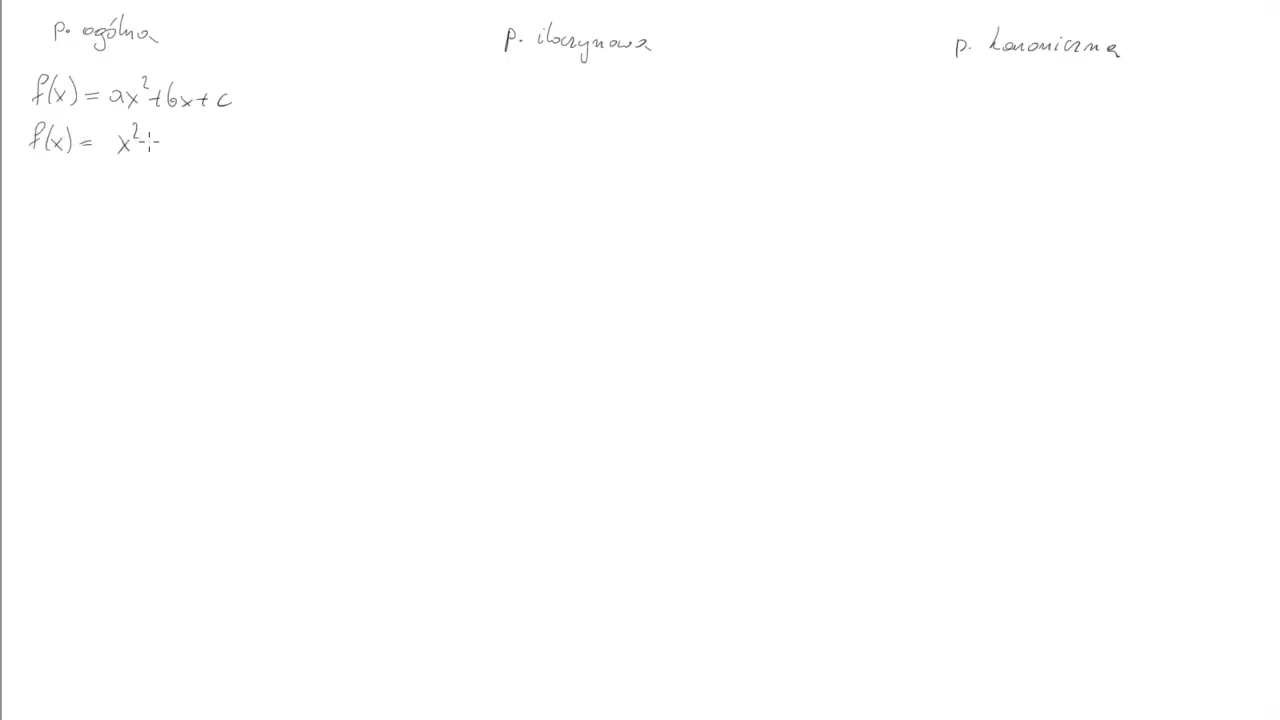 p. ogólna
p. iloczynowa
p. kanoniczna
f(x) = ax²+bx+c
f(x) = x²+